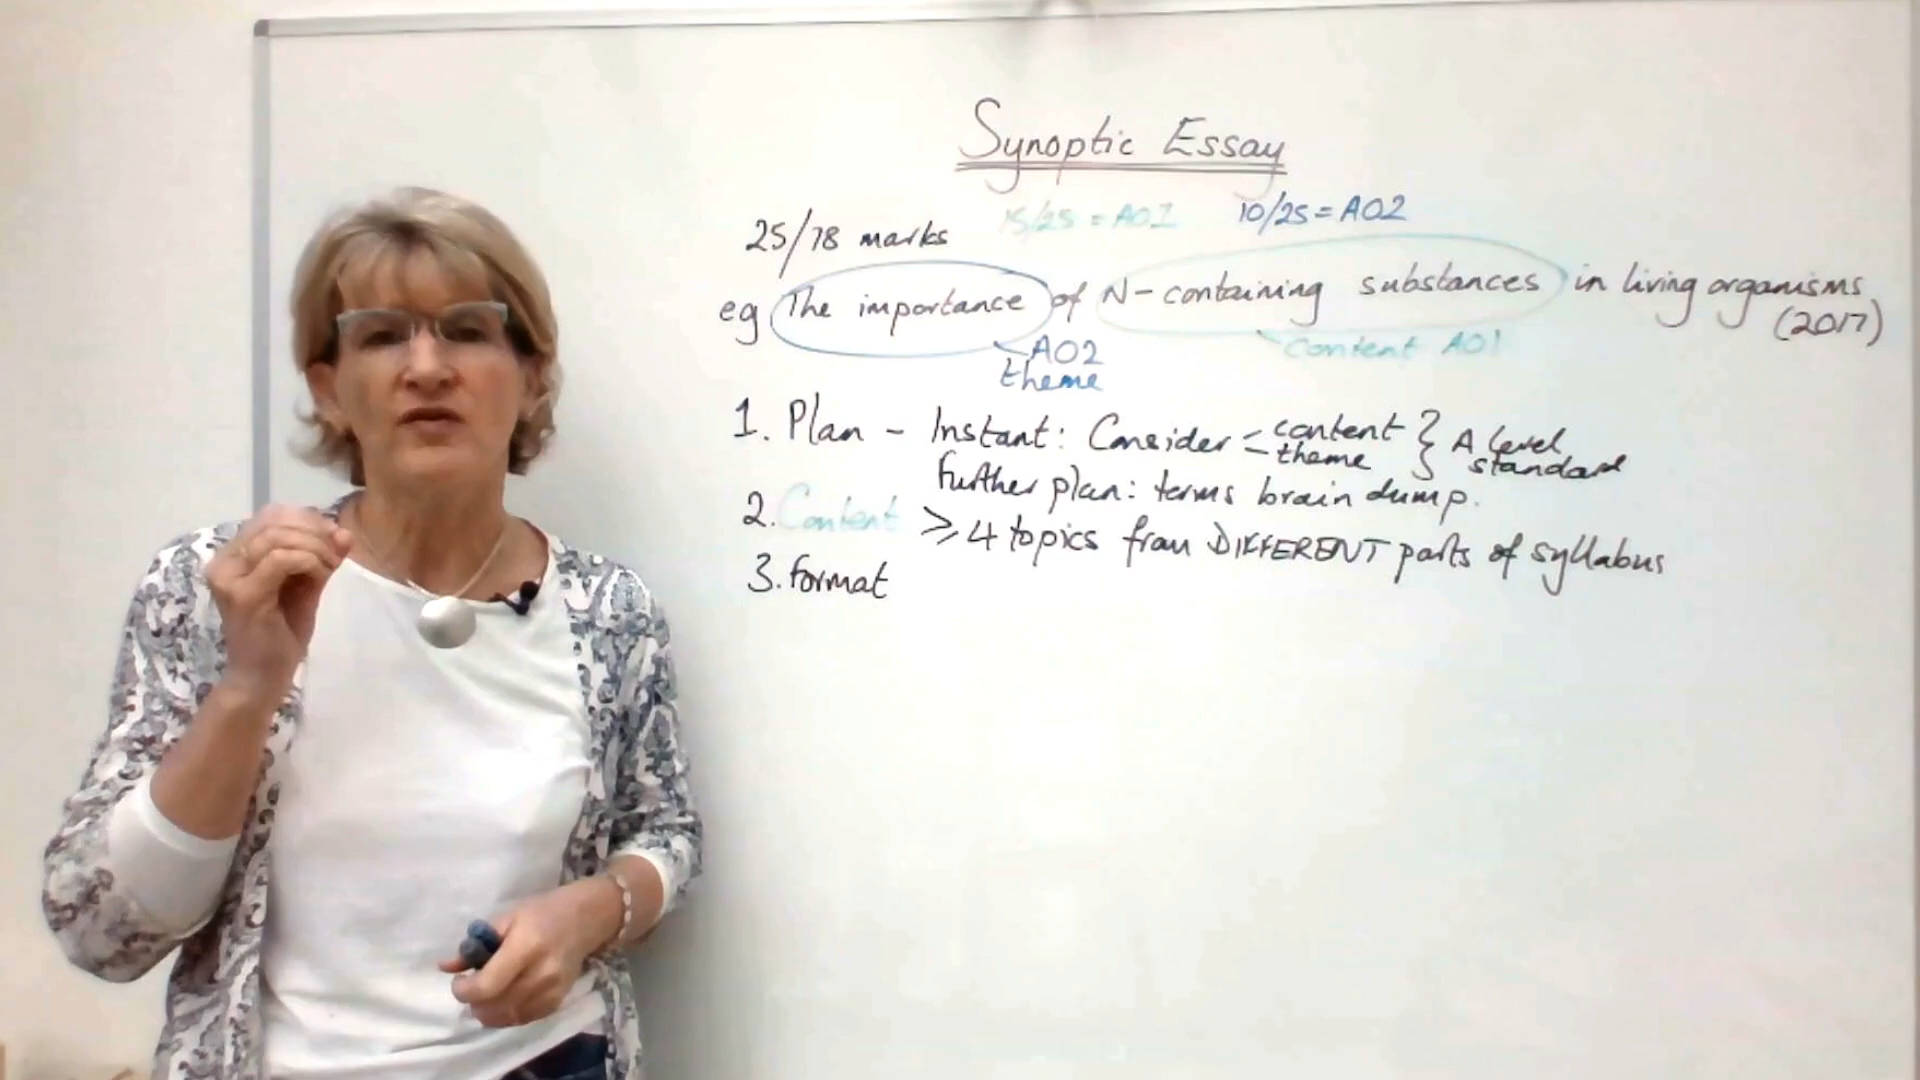 Synoptic Essay
25/78 marks 15/25 = AO1 10/25 = AO2
eg The importance of N-containing substances in living organisms
(2017)
AO2 Content AO1
theme
1. Plan - Instant: Consider < content } A level
< theme standard
further plan: terms brain dump.
2. Content ⩾ 4 topics from DIFFERENT parts of syllabus
3. format